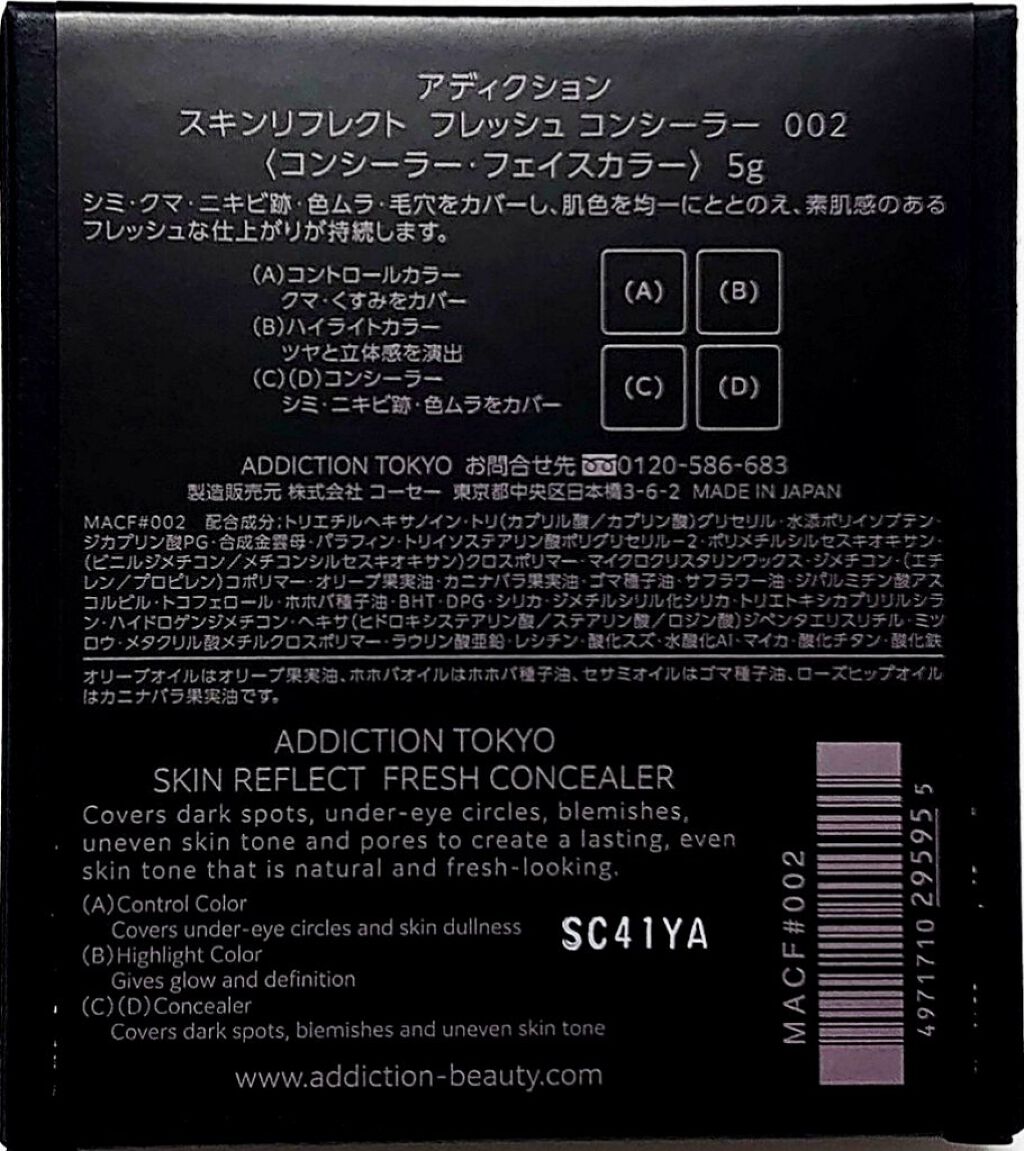 アディクション
スキンリフレクト フレッシュ コンシーラー 002
〈コンシーラー・フェイスカラー〉 5g
シミ・クマ・ニキビ跡・色ムラ・毛穴をカバーし、肌色を均一にととのえ、素肌感のある
フレッシュな仕上がりが持続します。
(A)コントロールカラー
クマ・くすみをカバー
(B)ハイライトカラー
ツヤと立体感を演出
(C)(D)コンシーラー
シミ・ニキビ跡・色ムラをカバー
(A) (B)
(C) (D)
ADDICTION TOKYO お問合せ先 0120-586-683
製造販売元 株式会社 コーセー 東京都中央区日本橋3-6-2 MADE IN JAPAN
MACF#002 配合成分:トリエチルヘキサノイン・トリ(カプリル酸/カプリン酸)グリセリル・水添ポリイソブテン・
ジカプリン酸PG・合成金雲母・パラフィン・トリイソステアリン酸ポリグリセリル-2・ポリメチルシルセスキオキサン・
(ビニルジメチコン/メチコンシルセスキオキサン)クロスポリマー・マイクロクリスタリンワックス・ジメチコン・(エチ
レン/プロピレン)コポリマー・オリーブ果実油・カニナバラ果実油・ゴマ種子油・サフラワー油・ジパルミチン酸アス
コルビル・トコフェロール・ホホバ種子油・BHT・DPG・シリカ・ジメチルシリル化シリカ・トリエトキシカプリリルシラ
ン・ハイドロゲンジメチコン・ヘキサ(ヒドロキシステアリン酸/ステアリン酸/ロジン酸)ジペンタエリスリチル・ミツ
ロウ・メタクリル酸メチルクロスポリマー・ラウリン酸亜鉛・レシチン・酸化スズ・水酸化Al・マイカ・酸化チタン・酸化鉄
オリーブオイルはオリーブ果実油、ホホバオイルはホホバ種子油、セサミオイルはゴマ種子油、ローズヒップオイル
はカニナバラ果実油です。
ADDICTION TOKYO
SKIN REFLECT FRESH CONCEALER
Covers dark spots, under-eye circles, blemishes,
uneven skin tone and pores to create a lasting, even
skin tone that is natural and fresh-looking.
(A)Control Color
Covers under-eye circles and skin dullness
(B)Highlight Color
Gives glow and definition
(C)(D)Concealer
Covers dark spots, blemishes and uneven skin tone
www.addiction-beauty.com
SC41YA
MACF#002
4971710 295955